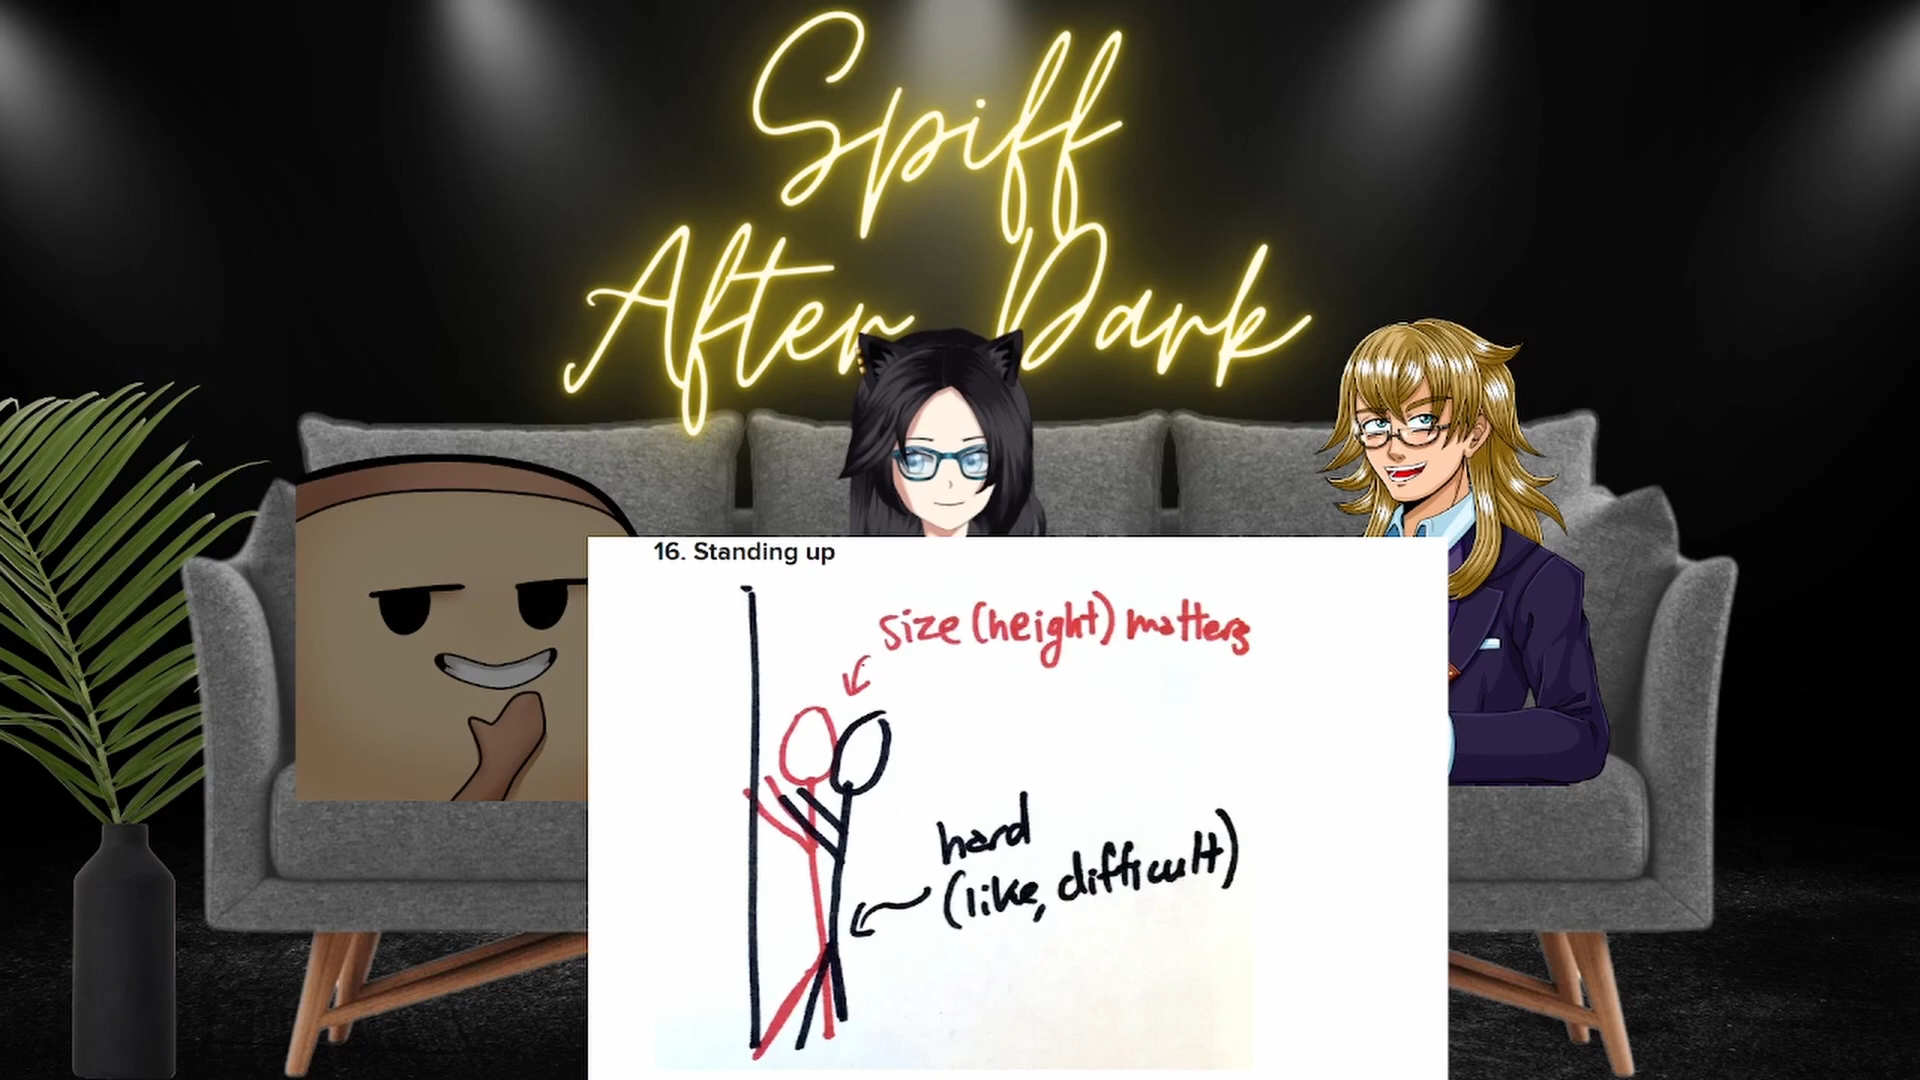 Spiff
After Dark
16. Standing up
size (height) matters
hard
(like, difficult)